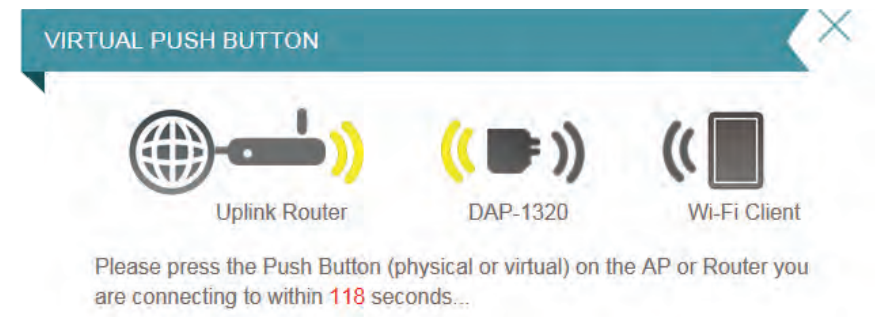 VIRTUAL PUSH BUTTON
Uplink Router
DAP-1320
Wi-Fi Client
Please press the Push Button (physical or virtual) on the AP or Router you
are connecting to within 118 seconds...